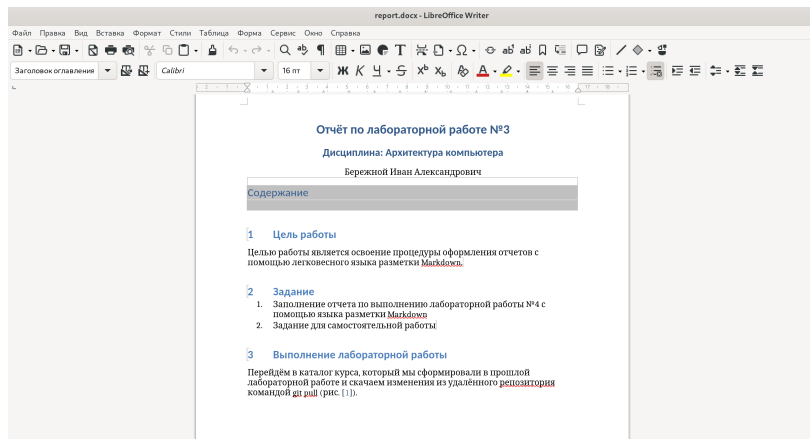 report.docx - LibreOffice Writer
Файл Правка Вид Вставка Формат Стили Таблица Форма Сервис Окно Справка
Заголовок оглавления Calibri 16 пт Ж К Ч S
Отчёт по лабораторной работе №3
Дисциплина: Архитектура компьютера
Бережной Иван Александрович
Содержание
1 Цель работы
Целью работы является освоение процедуры оформления отчетов с
помощью легковесного языка разметки Markdown.
2 Задание
1. Заполнение отчета по выполнению лабораторной работы №4 с
помощью языка разметки Markdown
2. Задание для самостоятельной работы
3 Выполнение лабораторной работы
Перейдём в каталог курса, который мы сформировали в прошлой
лабораторной работе и скачаем изменения из удалённого репозитория
командой git pull (рис. [1]).